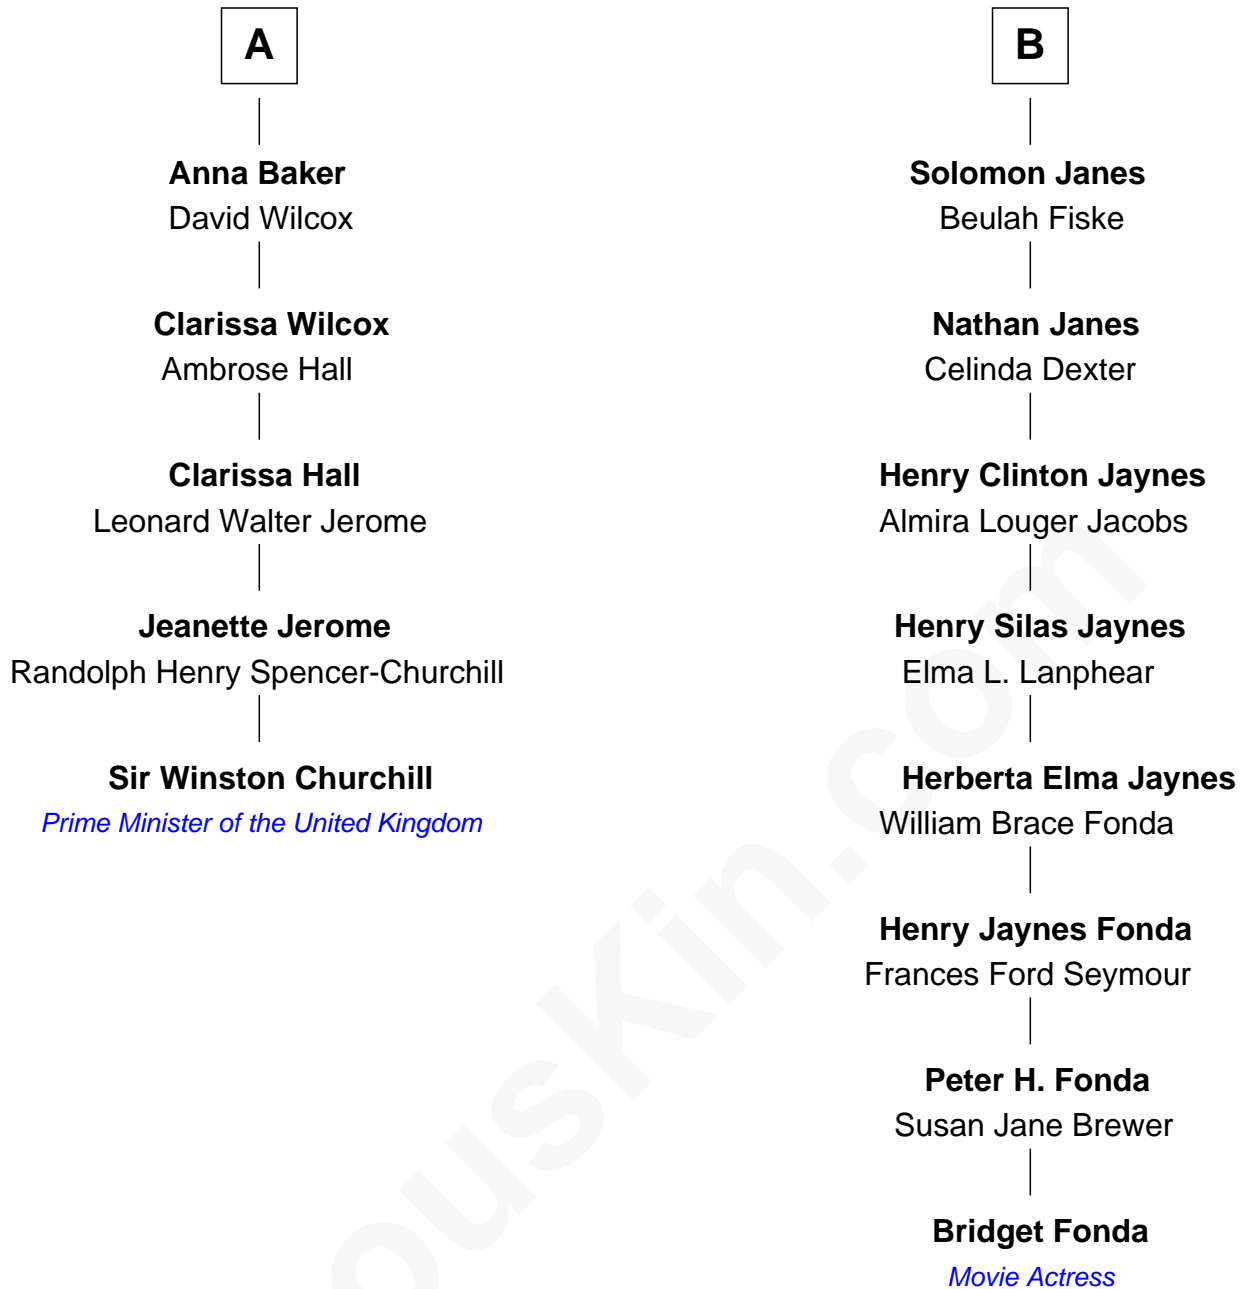 A
Anna Baker
David Wilcox
Clarissa Wilcox
Ambrose Hall
Clarissa Hall
Leonard Walter Jerome
Jeanette Jerome
Randolph Henry Spencer-Churchill
Sir Winston Churchill
Prime Minister of the United Kingdom
B
Solomon Janes
Beulah Fiske
Nathan Janes
Celinda Dexter
Henry Clinton Jaynes
Almira Louger Jacobs
Henry Silas Jaynes
Elma L. Lanphear
Herberta Elma Jaynes
William Brace Fonda
Henry Jaynes Fonda
Frances Ford Seymour
Peter H. Fonda
Susan Jane Brewer
Bridget Fonda
Movie Actress
ousKin.com